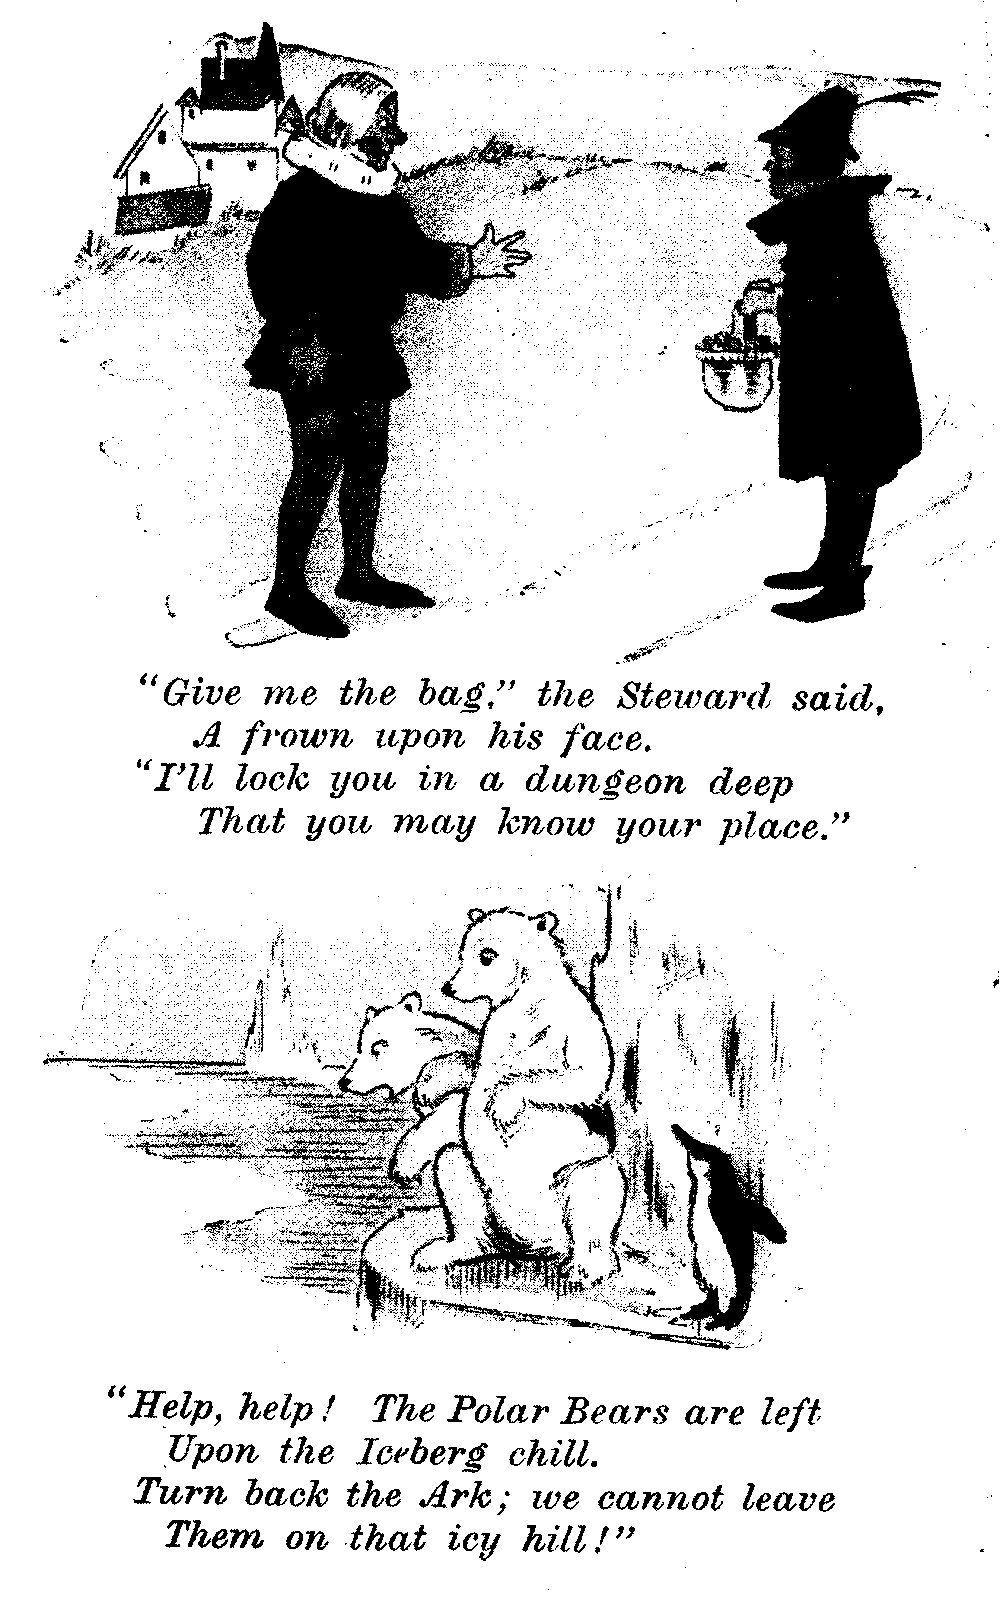 “Give me the bag,” the Steward said,
A frown upon his face.
“I’ll lock you in a dungeon deep
That you may know your place.”
“Help, help! The Polar Bears are left
Upon the Iceberg chill.
Turn back the Ark; we cannot leave
Them on that icy hill!”